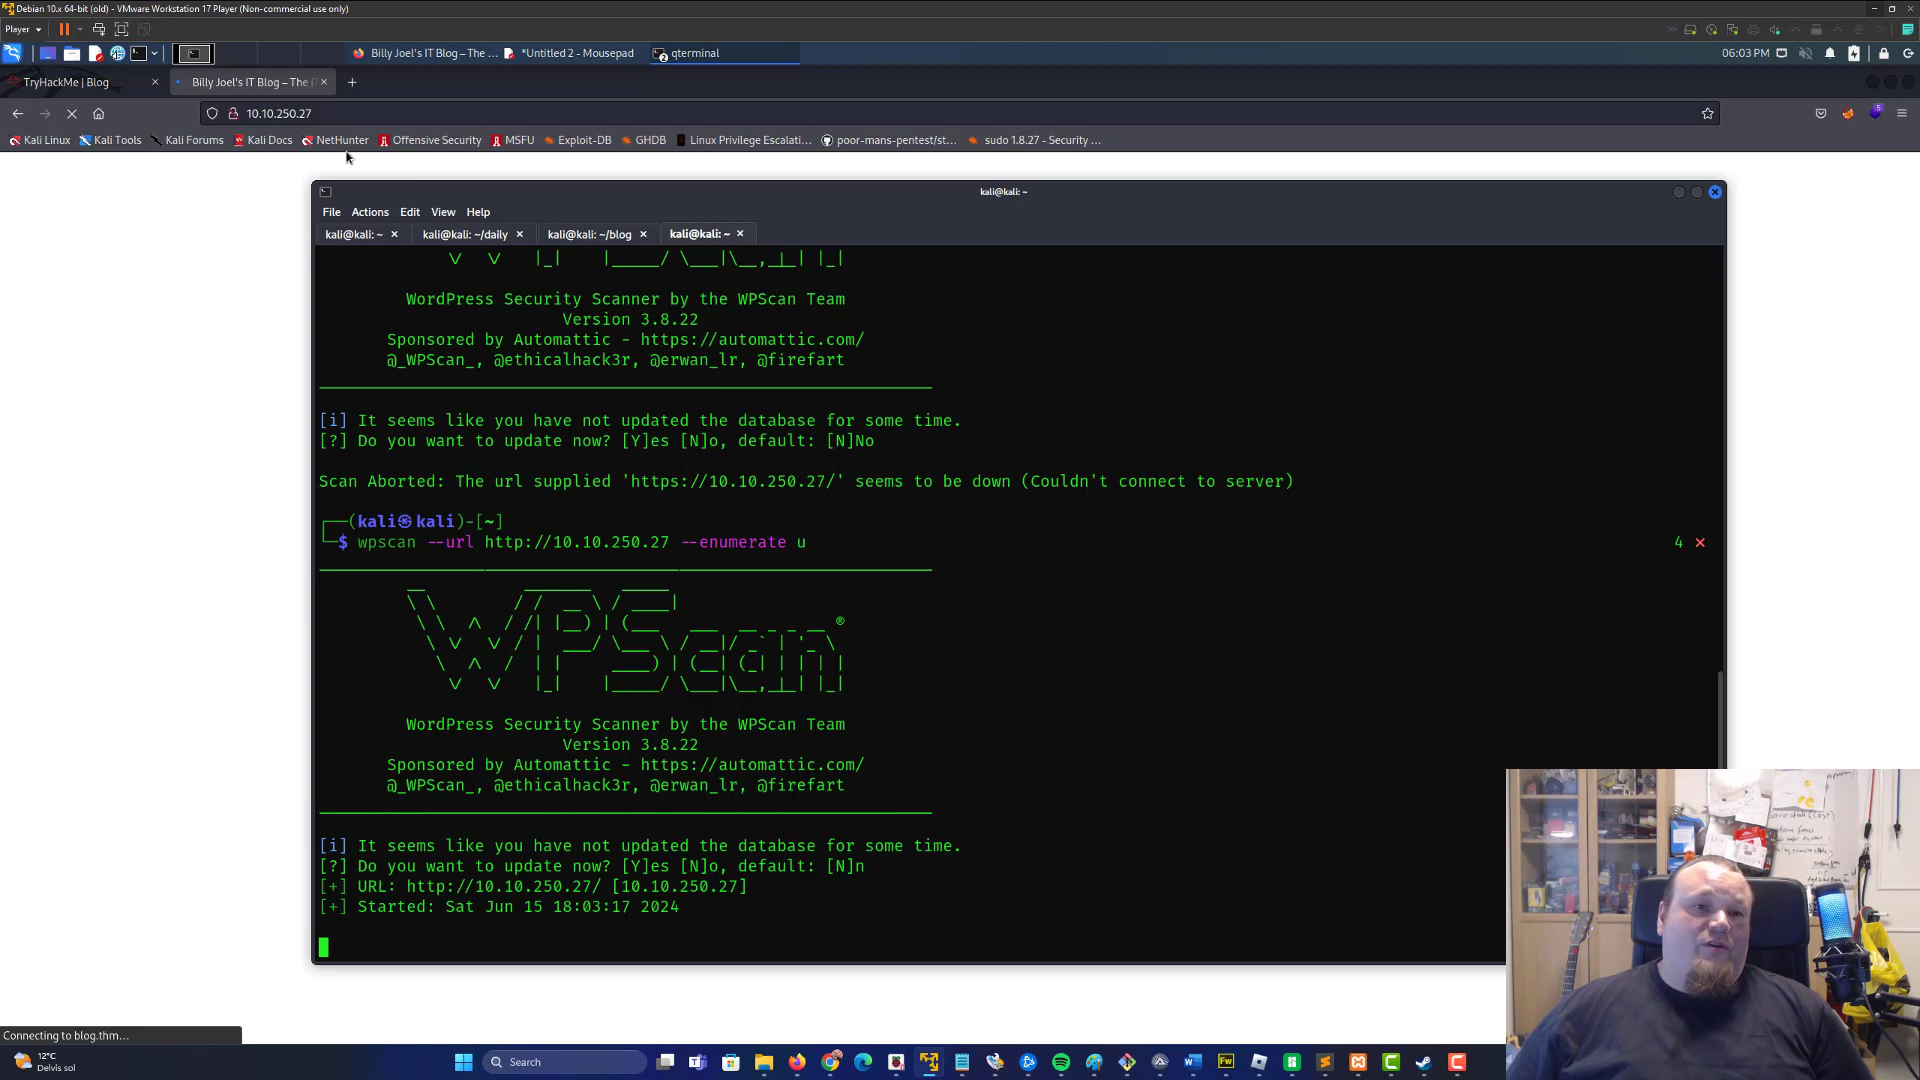 Debian 10.x 64-bit (old) - VMware Workstation 17 Player (Non-commercial use only)
Player
Billy Joel's IT Blog – The ...
*Untitled 2 - Mousepad
qterminal
06:03 PM
TryHackMe | Blog
Billy Joel's IT Blog – The IT
10.10.250.27
Kali Linux
Kali Tools
Kali Forums
Kali Docs
NetHunter
Offensive Security
MSFU
Exploit-DB
GHDB
Linux Privilege Escalati...
poor-mans-pentest/st...
sudo 1.8.27 - Security ...
kali@kali: ~
File Actions Edit View Help
kali@kali: ~
kali@kali: ~/daily
kali@kali: ~/blog
kali@kali: ~
WordPress Security Scanner by the WPScan Team
Version 3.8.22
Sponsored by Automattic - https://automattic.com/
@_WPScan_, @ethicalhack3r, @erwan_lr, @firefart
[i] It seems like you have not updated the database for some time.
[?] Do you want to update now? [Y]es [N]o, default: [N]No
Scan Aborted: The url supplied 'https://10.10.250.27/' seems to be down (Couldn't connect to server)
(kali㉿kali)-[~]
$ wpscan --url http://10.10.250.27 --enumerate u
4 ×
WPScan ®
WordPress Security Scanner by the WPScan Team
Version 3.8.22
Sponsored by Automattic - https://automattic.com/
@_WPScan_, @ethicalhack3r, @erwan_lr, @firefart
[i] It seems like you have not updated the database for some time.
[?] Do you want to update now? [Y]es [N]o, default: [N]n
[+] URL: http://10.10.250.27/ [10.10.250.27]
[+] Started: Sat Jun 15 18:03:17 2024
Connecting to blog.thm...
12°C
Delvis sol
Search